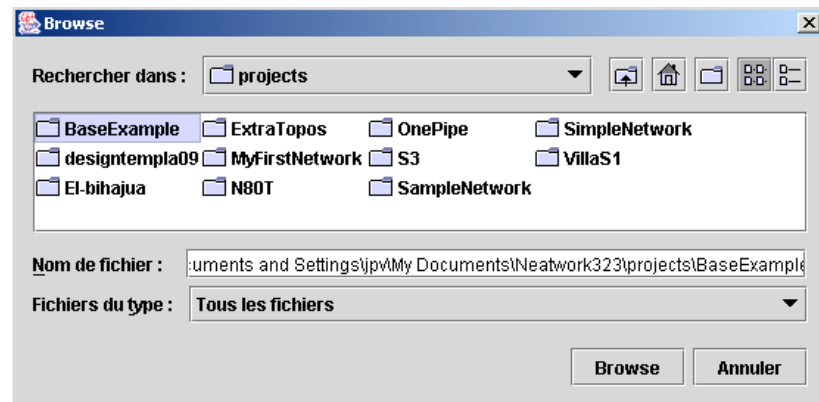 Browse
Rechercher dans : projects
BaseExample ExtraTopos OnePipe SimpleNetwork
designtempla09 MyFirstNetwork S3 VillaS1
El-bihajua N80T SampleNetwork
Nom de fichier : :uments and Settings\jpv\My Documents\Neatwork323\projects\BaseExample
Fichiers du type : Tous les fichiers
Browse Annuler